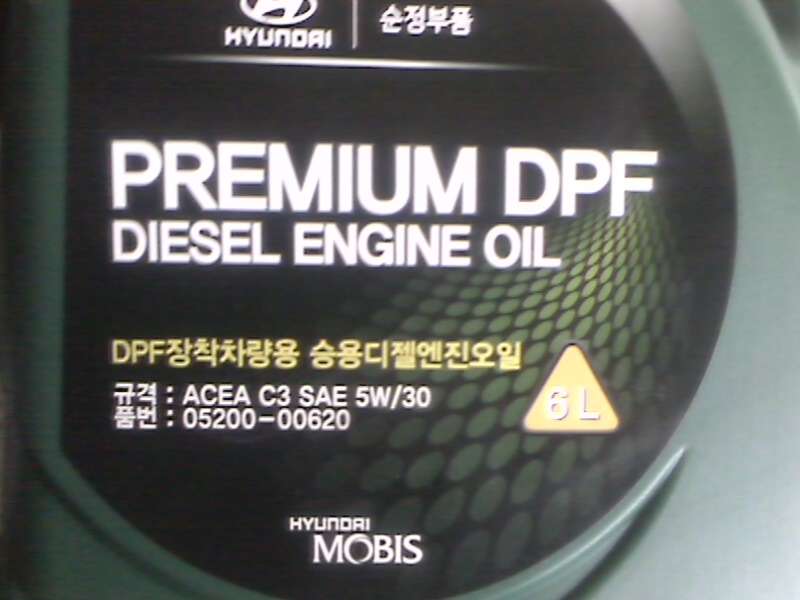 HYUNDAI
순정부품
PREMIUM DPF
DIESEL ENGINE OIL
DPF장착차량용 승용디젤엔진오일
규격 : ACEA C3 SAE 5W/30
품번 : 05200-00620
6 L
HYUNDAI
MOBIS